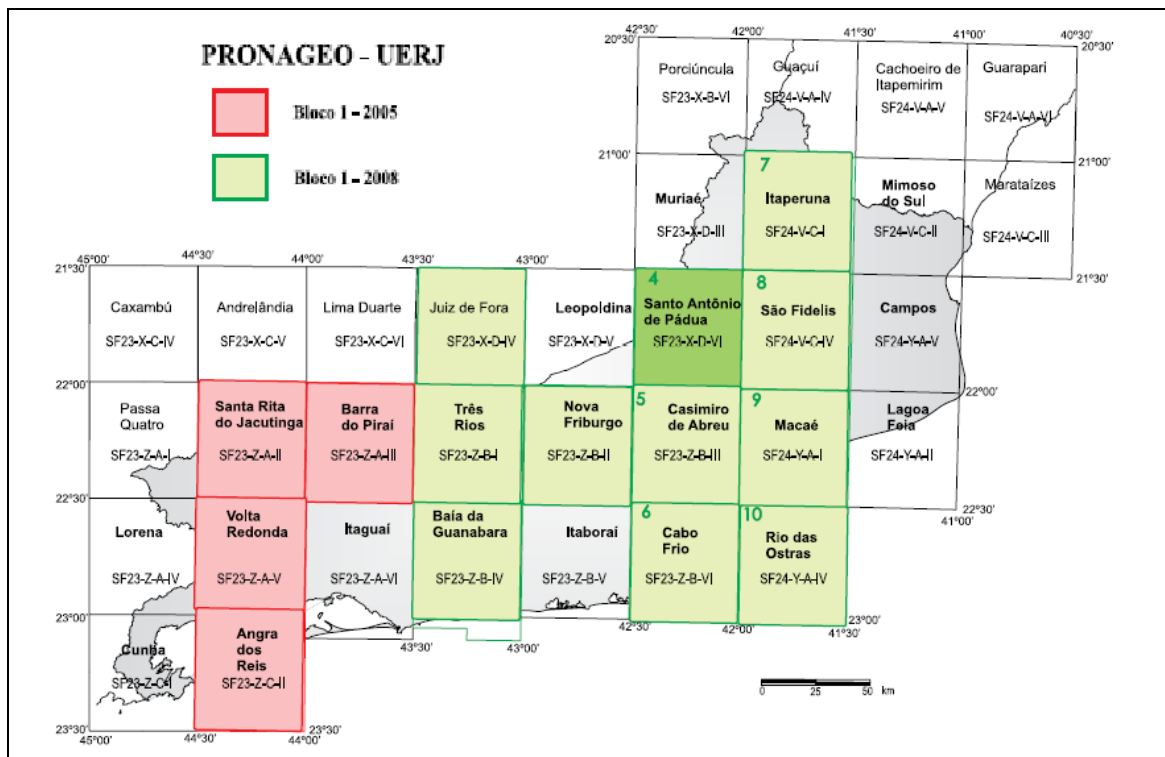 PRONAGEO - UERJ
Bloco 1 – 2005
Bloco 1 – 2008
42°30' 42°00' 41°30' 41°00' 40°30'
20°30' 20°30'
Porciúncula Guaçuí Cachoeiro de Itapemirim Guarapari
SF23-X-B-VI SF24-V-A-IV SF24-V-A-V SF24-V-A-VI
21°00' 21°00'
7
Muriaé Itaperuna Mimoso do Sul Marataízes
SF23-X-D-III SF24-V-C-I SF24-V-C-II SF24-V-C-III
45°00' 44°30' 44°00' 43°30' 43°00'
21°30' 21°30'
4 8
Caxambú Andrelândia Lima Duarte Juiz de Fora Leopoldina Santo Antônio de Pádua São Fidelis Campos
SF23-X-C-IV SF23-X-C-V SF23-X-C-VI SF23-X-D-IV SF23-X-D-V SF23-X-D-VI SF24-V-C-IV SF24-Y-A-V
22°00' 22°00'
5 9
Passa Quatro Santa Rita do Jacutinga Barra do Piraí Três Rios Nova Friburgo Casimiro de Abreu Macaé Lagoa Feia
SF23-Z-A-I SF23-Z-A-II SF23-Z-A-III SF23-Z-B-I SF23-Z-B-II SF23-Z-B-III SF24-Y-A-I SF24-Y-A-II
22°30' 22°30'
41°00'
6 10
Lorena Volta Redonda Itaguaí Baía da Guanabara Itaboraí Cabo Frio Rio das Ostras
SF23-Z-A-IV SF23-Z-A-V SF23-Z-A-VI SF23-Z-B-IV SF23-Z-B-V SF23-Z-B-VI SF24-Y-A-IV
23°00' 23°00'
43°30' 43°00' 42°30' 42°00' 41°30'
Cunha Angra dos Reis
SF23-Z-C-I SF23-Z-C-II
0 25 50 km
23°30' 23°30'
45°00' 44°30' 44°00'